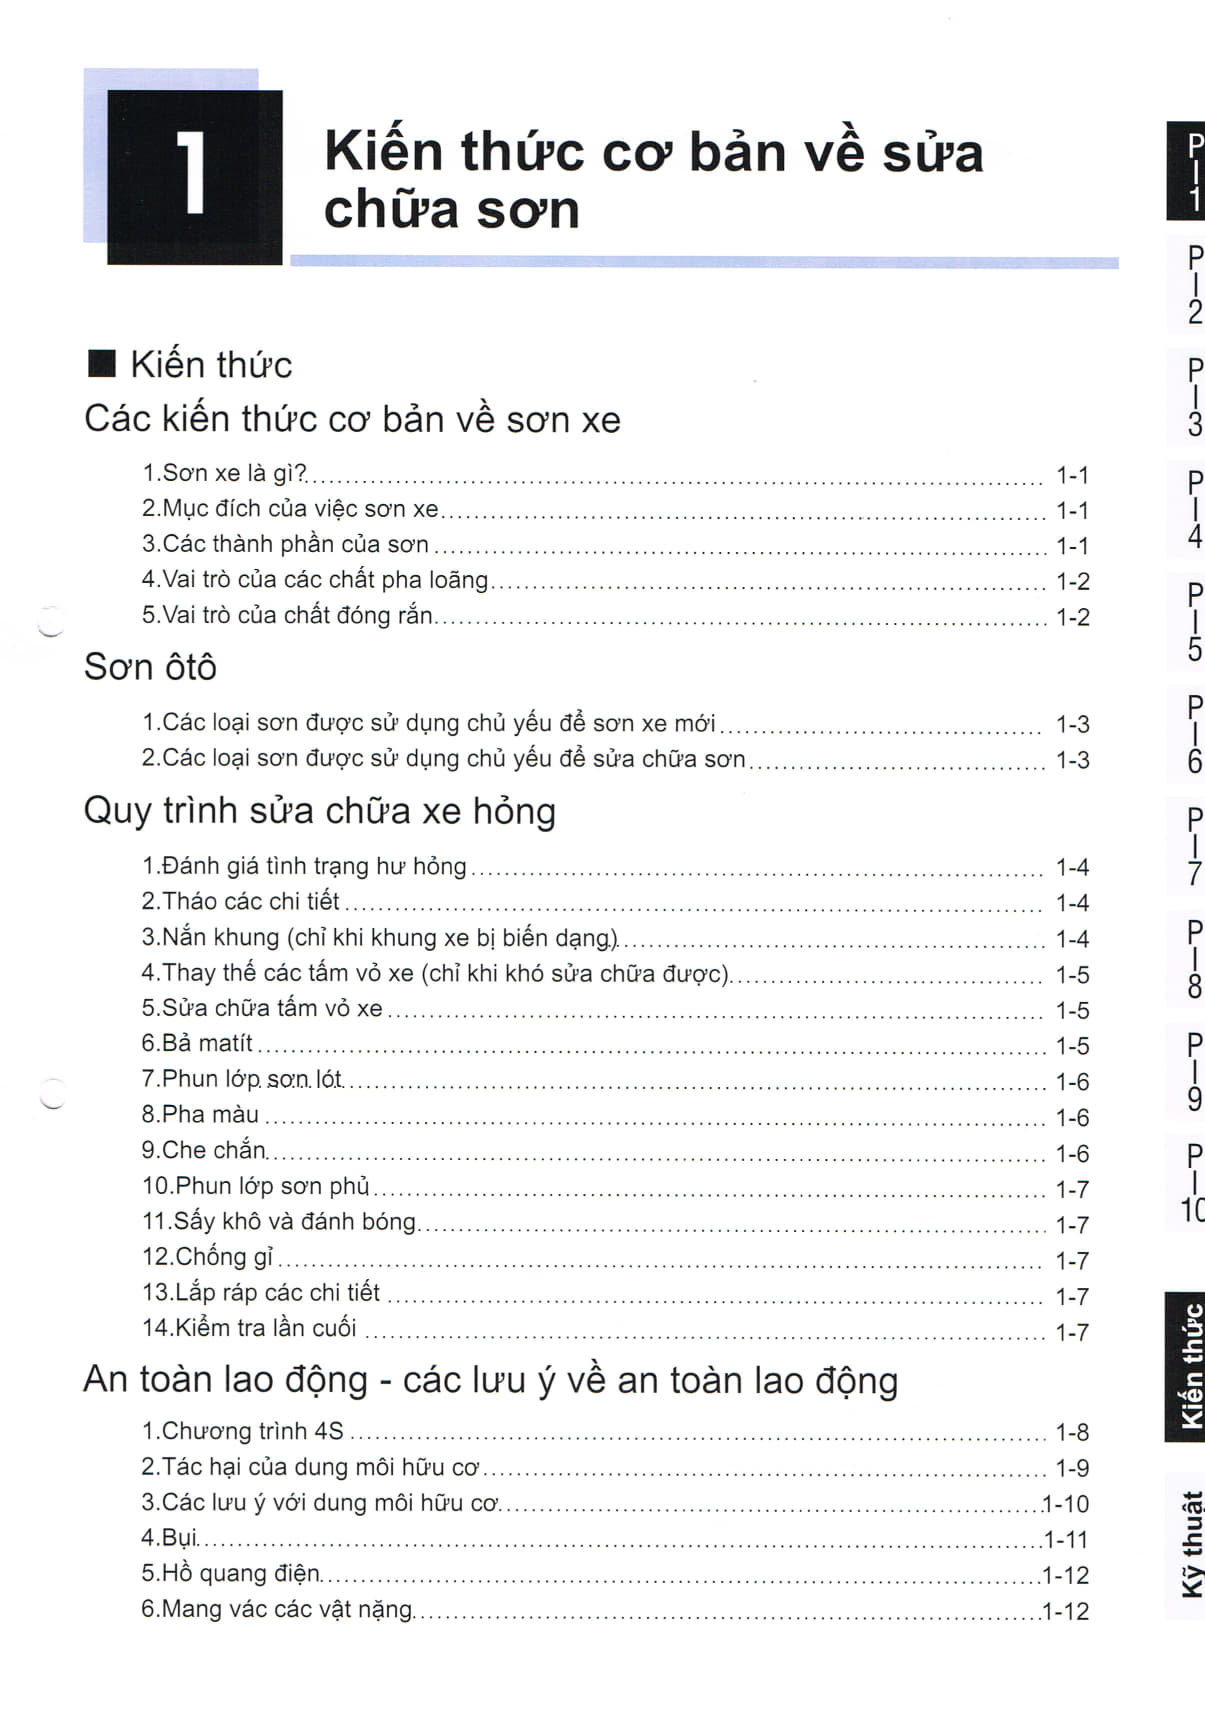 1
Kiến thức cơ bản về sửa
chữa sơn
■ Kiến thức
Các kiến thức cơ bản về sơn xe
1.Sơn xe là gì?........................ 1-1
2.Mục đích của việc sơn xe........................ 1-1
3.Các thành phần của sơn........................ 1-1
4.Vai trò của các chất pha loãng........................ 1-2
5.Vai trò của chất đóng rắn........................ 1-2
Sơn ôtô
1.Các loại sơn được sử dụng chủ yếu để sơn xe mới........................ 1-3
2.Các loại sơn được sử dụng chủ yếu để sửa chữa sơn........................ 1-3
Quy trình sửa chữa xe hỏng
1.Đánh giá tình trạng hư hỏng........................ 1-4
2.Tháo các chi tiết........................ 1-4
3.Nắn khung (chỉ khi khung xe bị biến dạng)........................ 1-4
4.Thay thế các tấm vỏ xe (chỉ khi khó sửa chữa được)........................ 1-5
5.Sửa chữa tấm vỏ xe........................ 1-5
6.Bả matít........................ 1-5
7.Phun lớp sơn lót........................ 1-6
8.Pha màu........................ 1-6
9.Che chắn........................ 1-6
10.Phun lớp sơn phủ........................ 1-7
11.Sấy khô và đánh bóng........................ 1-7
12.Chống gỉ........................ 1-7
13.Lắp ráp các chi tiết........................ 1-7
14.Kiểm tra lần cuối........................ 1-7
An toàn lao động - các lưu ý về an toàn lao động
1.Chương trình 4S........................ 1-8
2.Tác hại của dung môi hữu cơ........................ 1-9
3.Các lưu ý với dung môi hữu cơ........................1-10
4.Bụi........................1-11
5.Hồ quang điện........................1-12
6.Mang vác các vật nặng........................1-12
P-1
P-2
P-3
P-4
P-5
P-6
P-7
P-8
P-9
P-10
Kiến thức
Kỹ thuật